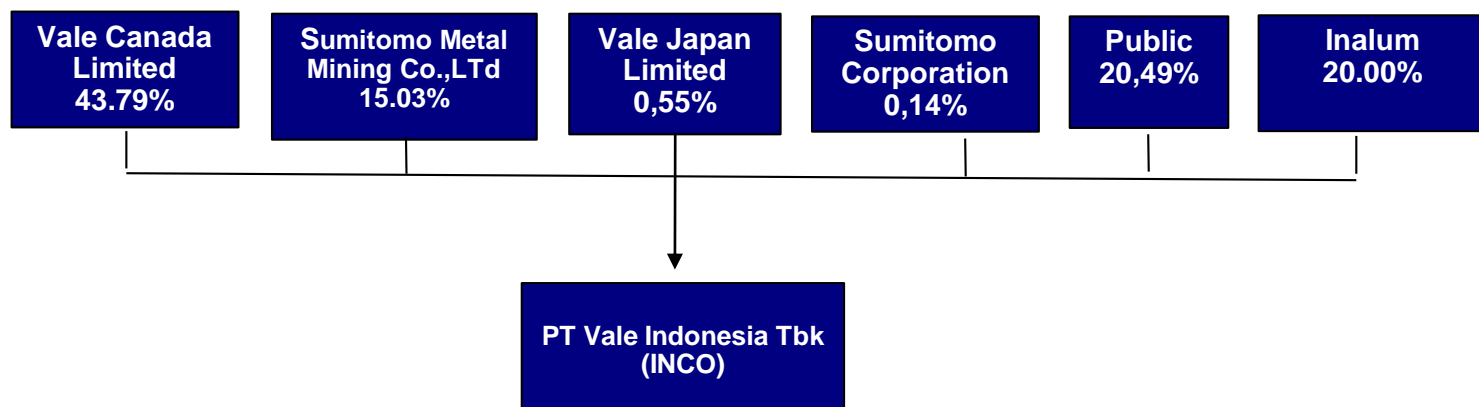 Vale Canada
Limited
43.79%
Sumitomo Metal
Mining Co.,LTd
15.03%
Vale Japan
Limited
0,55%
Sumitomo
Corporation
0,14%
Public
20,49%
Inalum
20.00%
PT Vale Indonesia Tbk
(INCO)